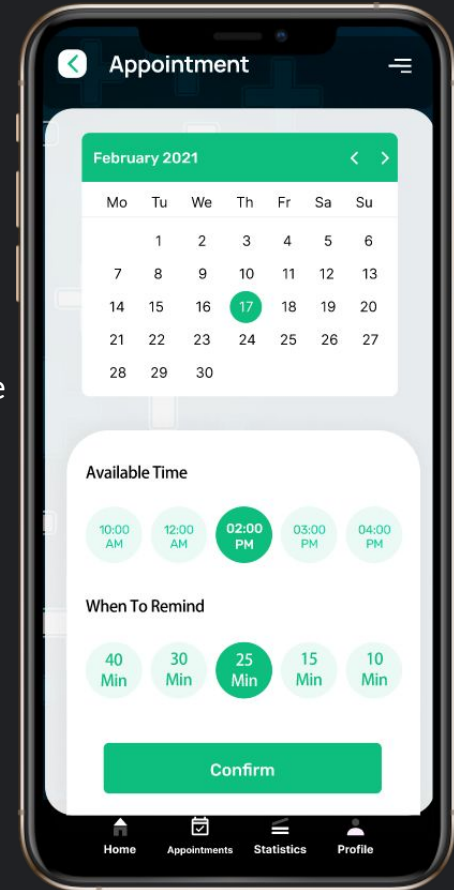 Appointment
February 2021
Mo Tu We Th Fr Sa Su
1 2 3 4 5 6
7 8 9 10 11 12 13
14 15 16 17 18 19 20
21 22 23 24 25 26 27
28 29 30
e
Available Time
10:00 AM
12:00 AM
02:00 PM
03:00 PM
04:00 PM
When To Remind
40 Min
30 Min
25 Min
15 Min
10 Min
Confirm
Home Appointments Statistics Profile